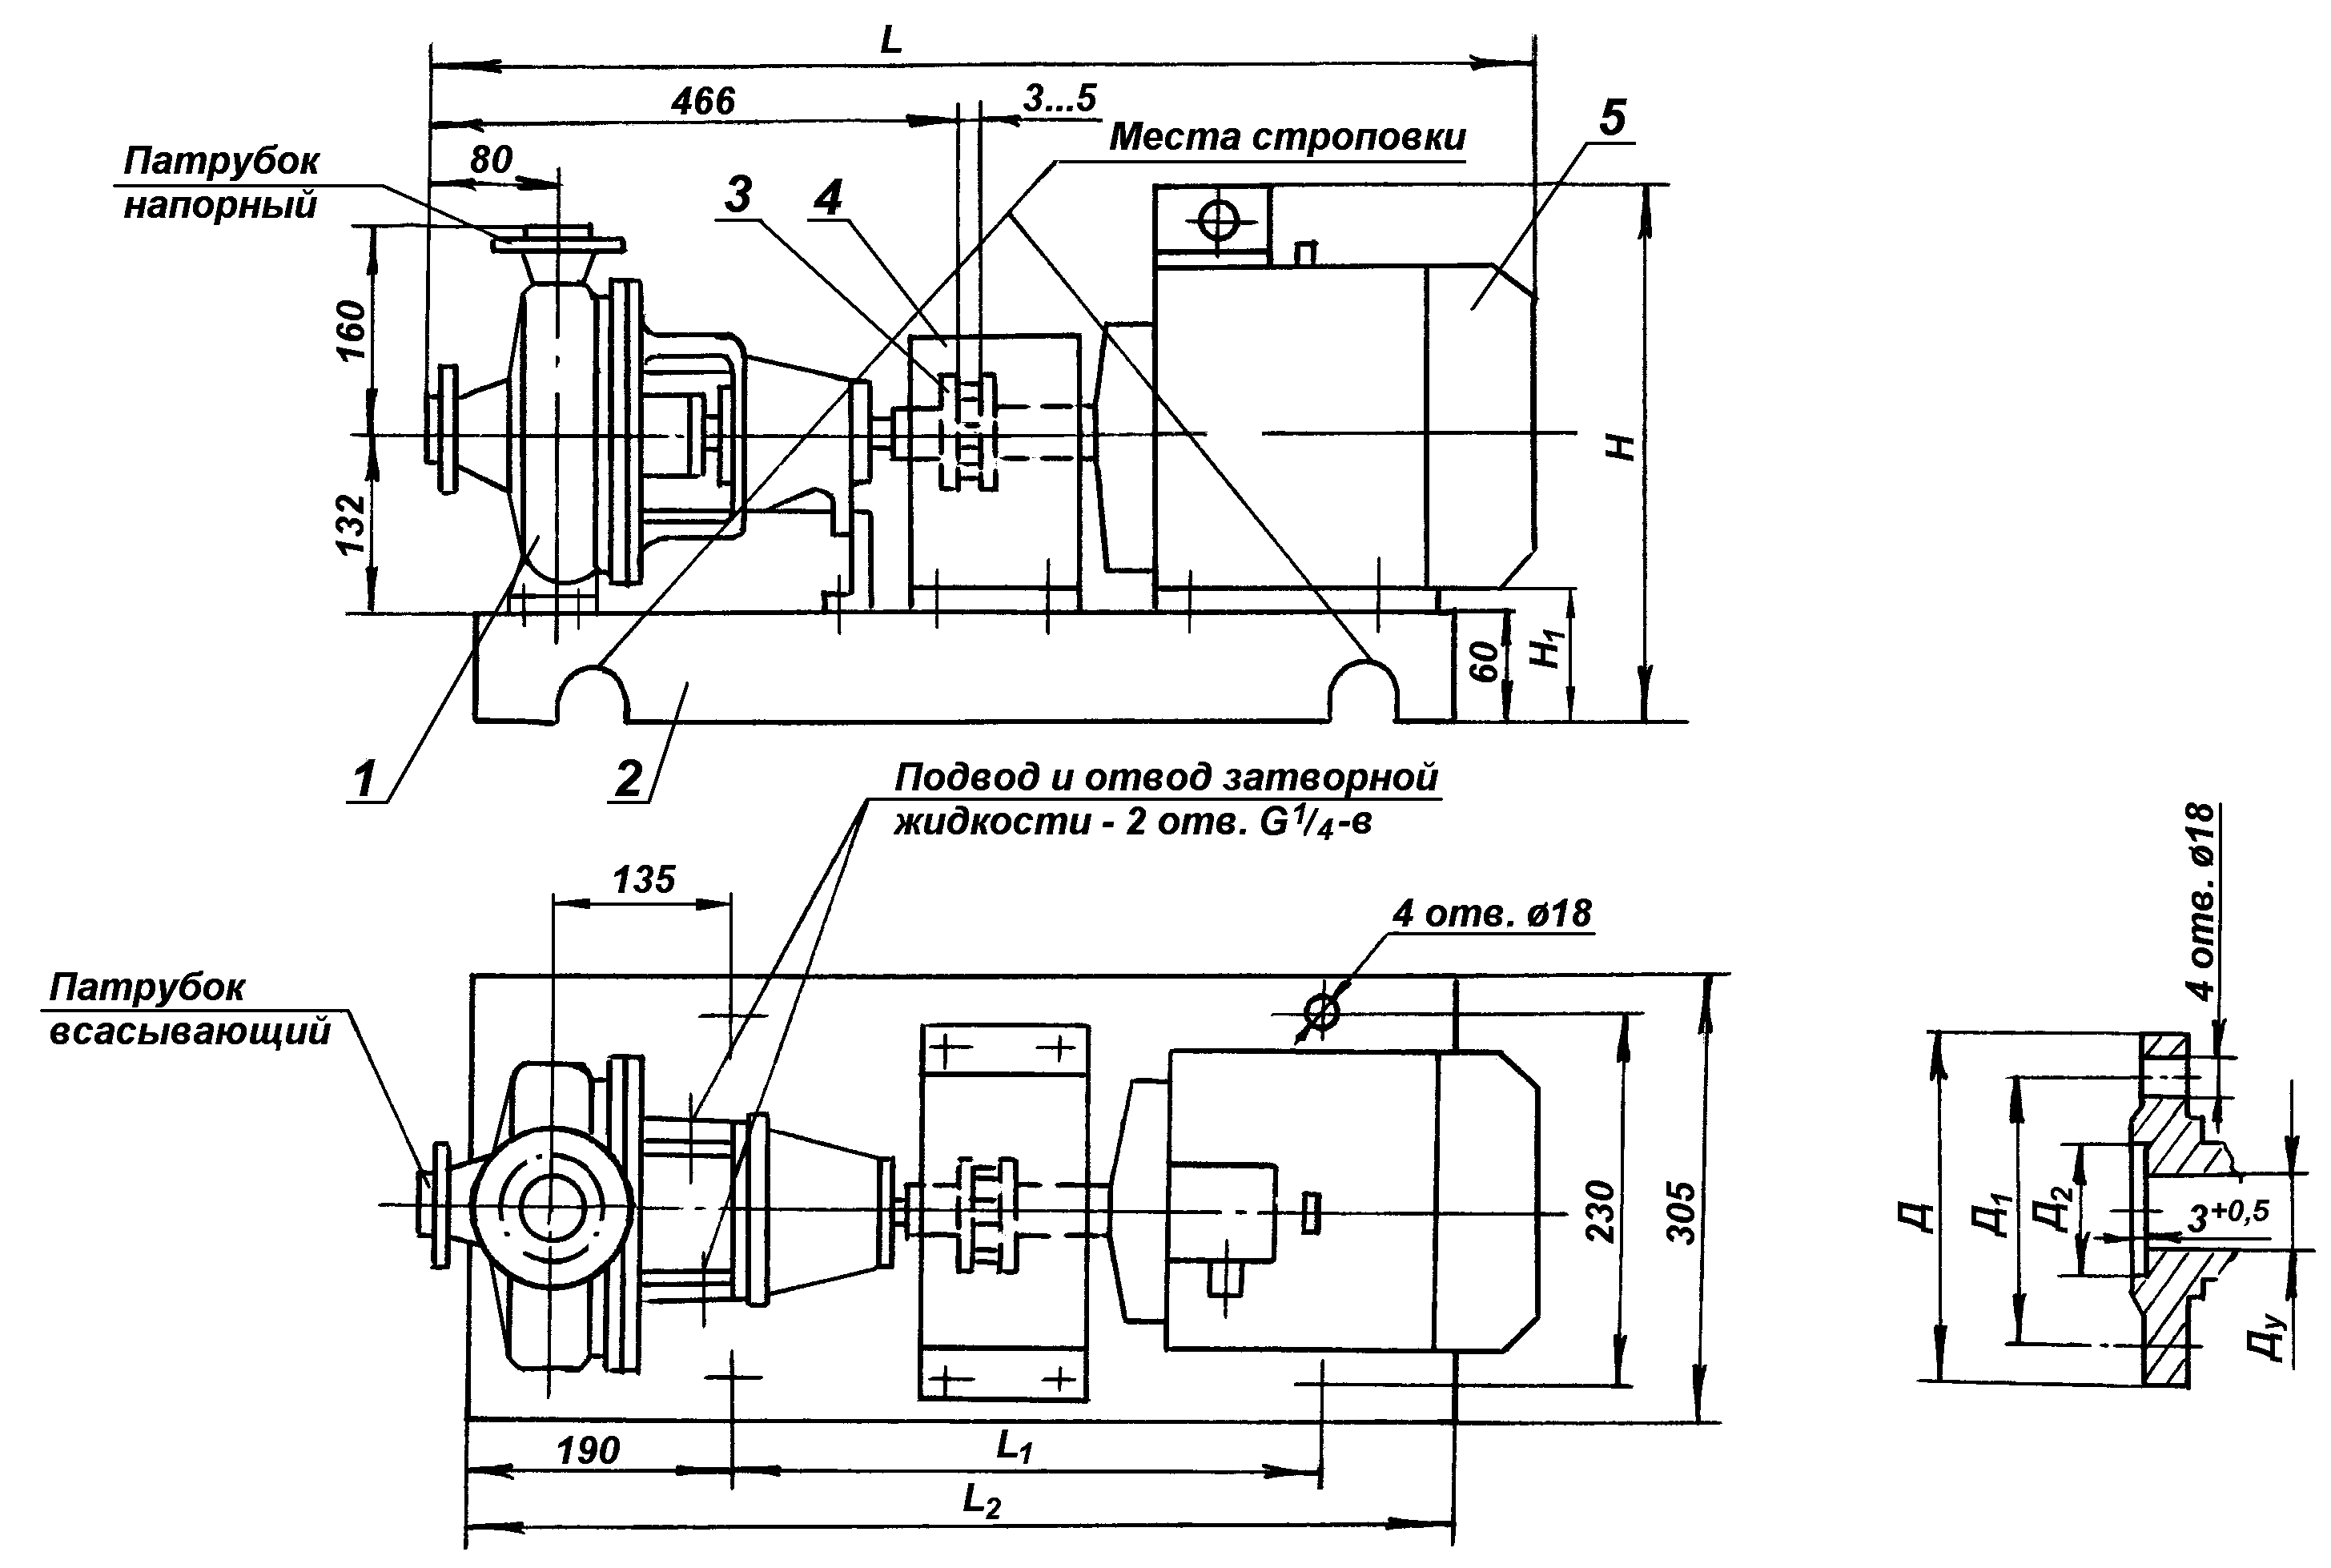 L
466
3...5
Места строповки
5
Патрубок
напорный
80
3
4
160
132
H
H1
60
1
2
Подвод и отвод затворной
жидкости - 2 отв. G1/4-в
135
4 отв. ø18
4 отв. ø18
Патрубок
всасывающий
230
305
Д
Д1
Д2
3+0,5
Ду
190
L1
L2